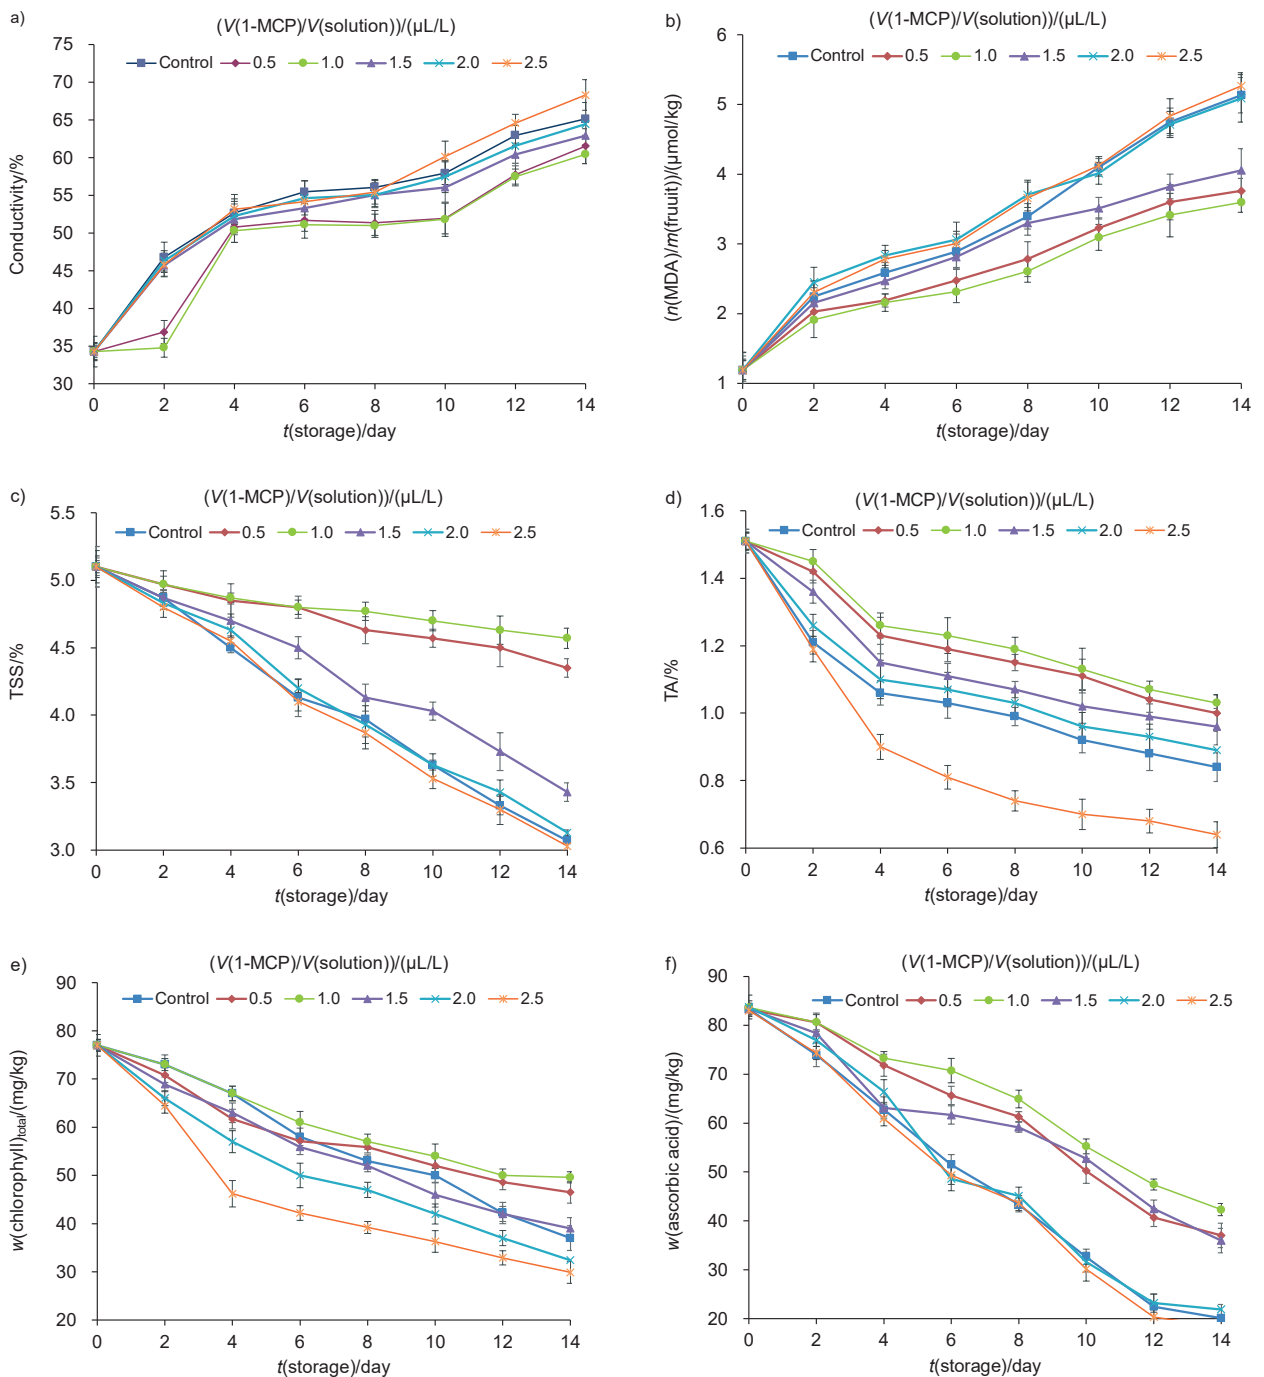 a)
(V(1-MCP)/V(solution))/(µL/L)
Control 0.5 1.0 1.5 2.0 2.5
75
70
65
60
55
50
45
40
35
30
Conductivity/%
0 2 4 6 8 10 12 14
t(storage)/day
b)
(V(1-MCP)/V(solution))/(µL/L)
Control 0.5 1.0 1.5 2.0 2.5
6
5
4
3
2
1
(n(MDA)/m(fruuit))/(µmol/kg)
0 2 4 6 8 10 12 14
t(storage)/day
c)
(V(1-MCP)/V(solution))/(µL/L)
Control 0.5 1.0 1.5 2.0 2.5
5.5
5.0
4.5
4.0
3.5
3.0
TSS/%
0 2 4 6 8 10 12 14
t(storage)/day
d)
(V(1-MCP)/V(solution))/(µL/L)
Control 0.5 1.0 1.5 2.0 2.5
1.6
1.4
1.2
1.0
0.8
0.6
TA/%
0 2 4 6 8 10 12 14
t(storage)/day
e)
(V(1-MCP)/V(solution))/(µL/L)
Control 0.5 1.0 1.5 2.0 2.5
90
80
70
60
50
40
30
20
w(chlorophyll)total/(mg/kg)
0 2 4 6 8 10 12 14
t(storage)/day
f)
(V(1-MCP)/V(solution))/(µL/L)
Control 0.5 1.0 1.5 2.0 2.5
90
80
70
60
50
40
30
20
w(ascorbic acid)/(mg/kg)
0 2 4 6 8 10 12 14
t(storage)/day